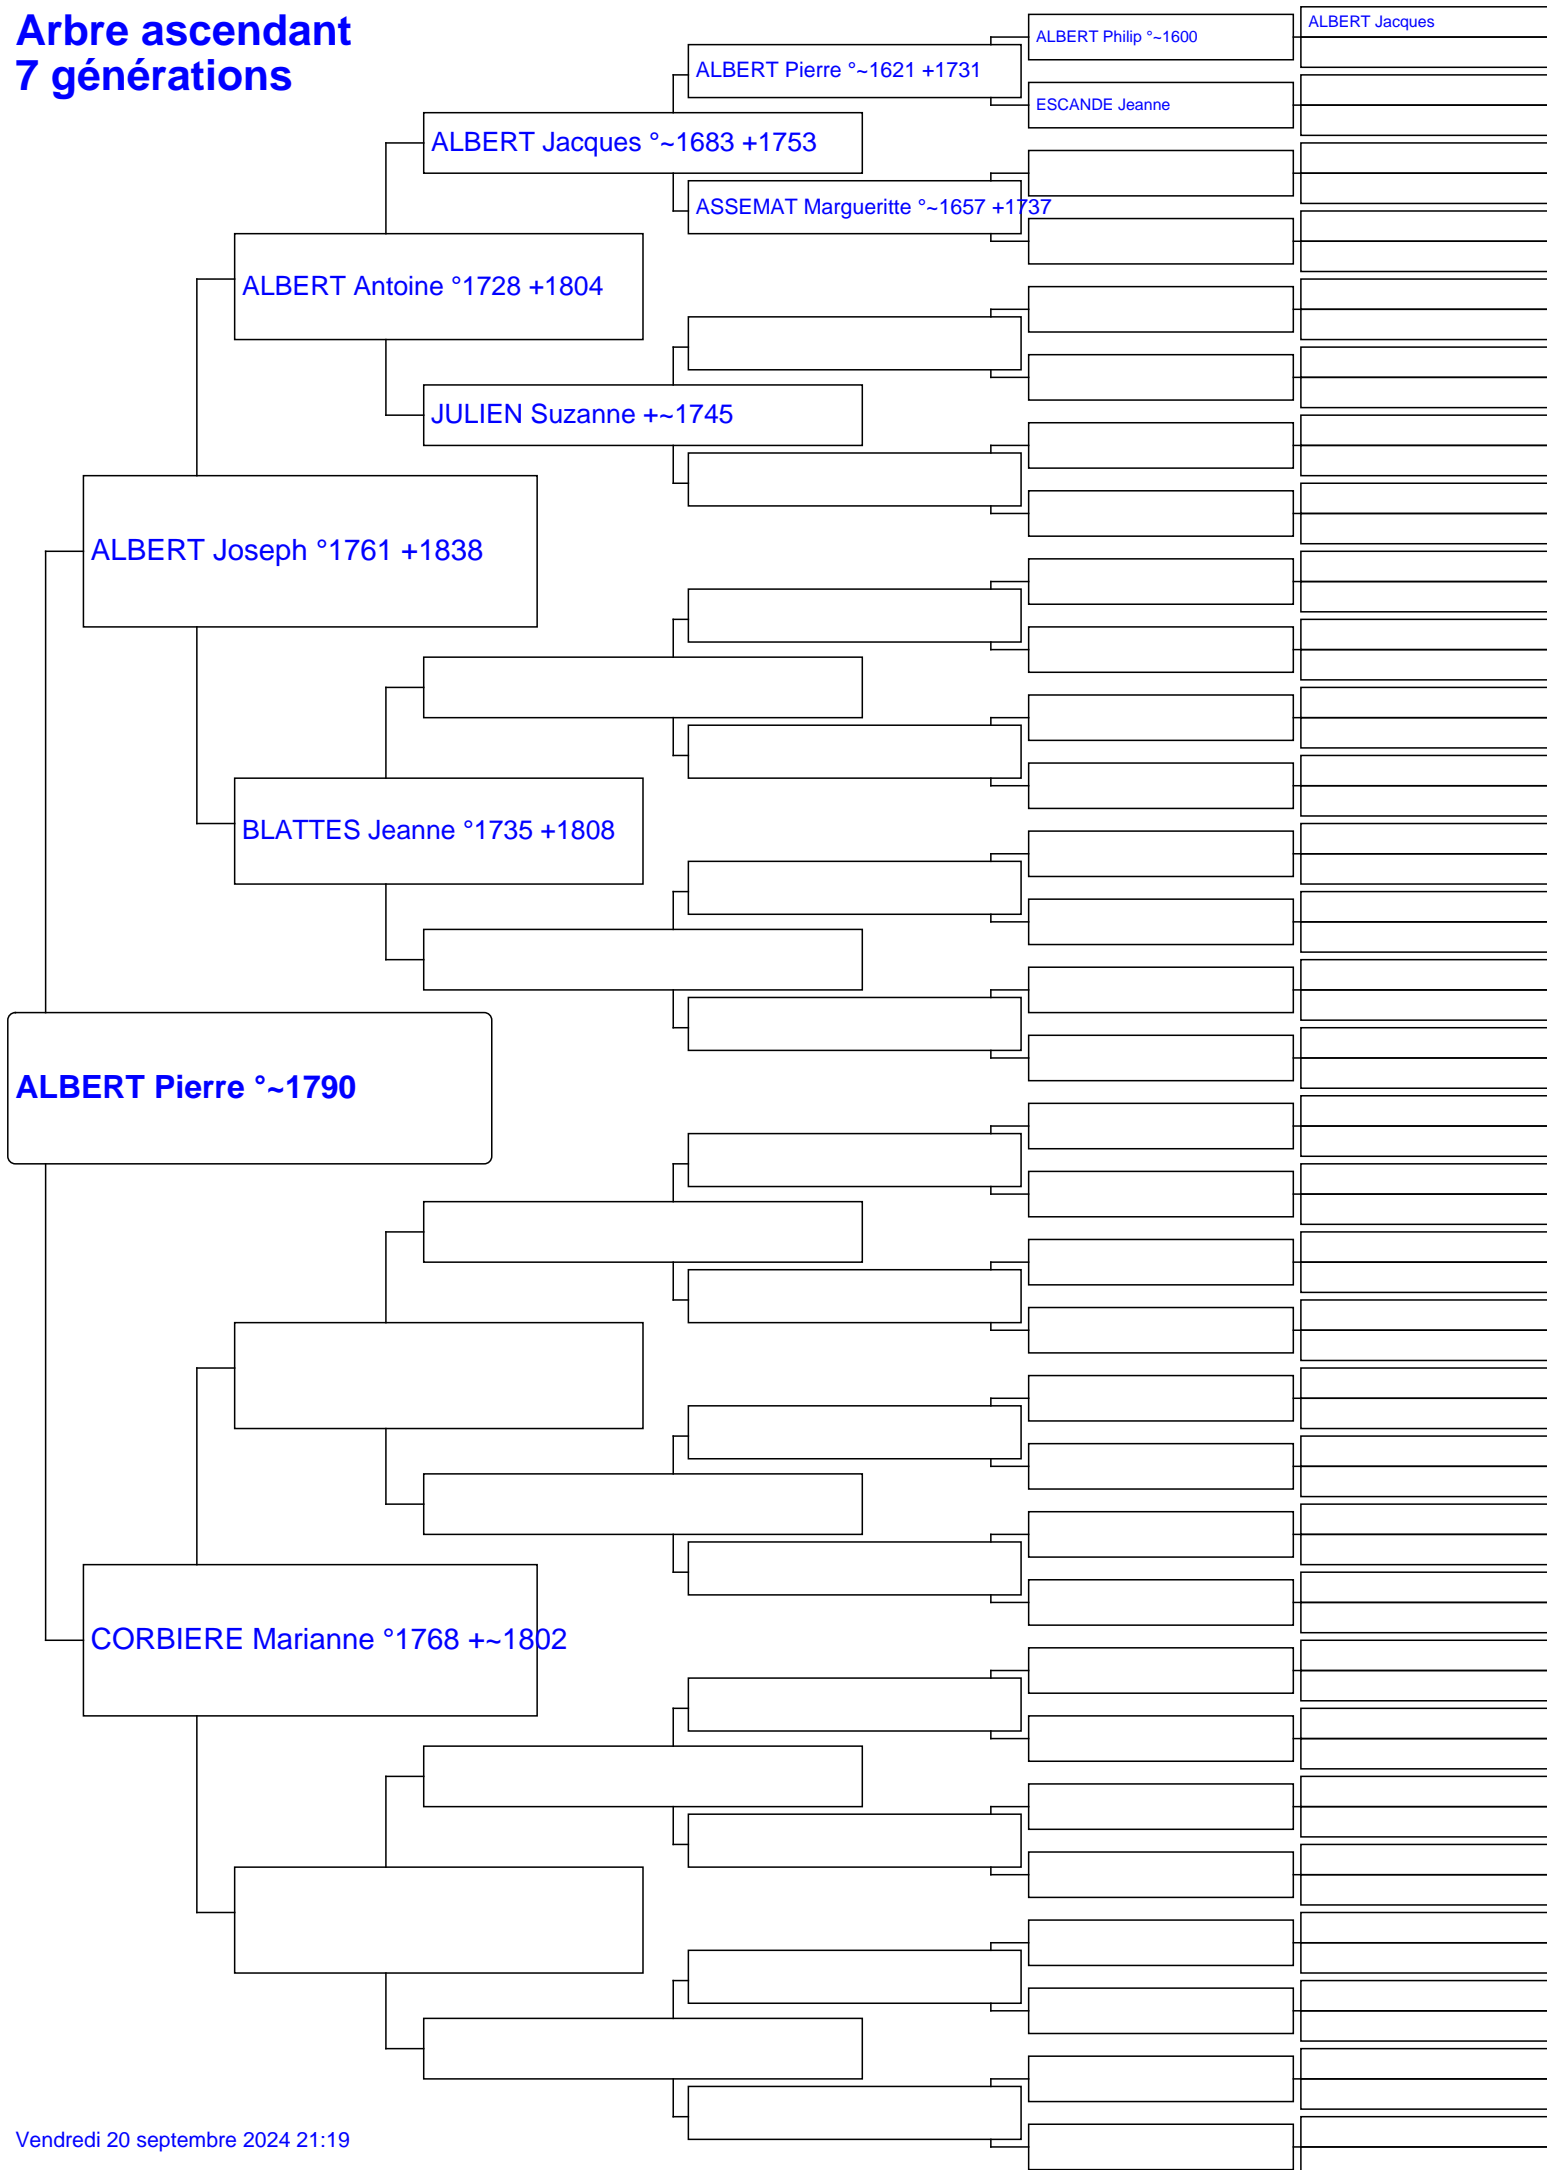 Arbre ascendant
7 générations
ALBERT Jacques
ALBERT Philip °~1600
ALBERT Pierre °~1621 +1731
ESCANDE Jeanne
ALBERT Jacques °~1683 +1753
ASSEMAT Margueritte °~1657 +1737
ALBERT Antoine °1728 +1804
JULIEN Suzanne +~1745
ALBERT Joseph °1761 +1838
BLATTES Jeanne °1735 +1808
ALBERT Pierre °~1790
CORBIERE Marianne °1768 +~1802
Vendredi 20 septembre 2024 21:19